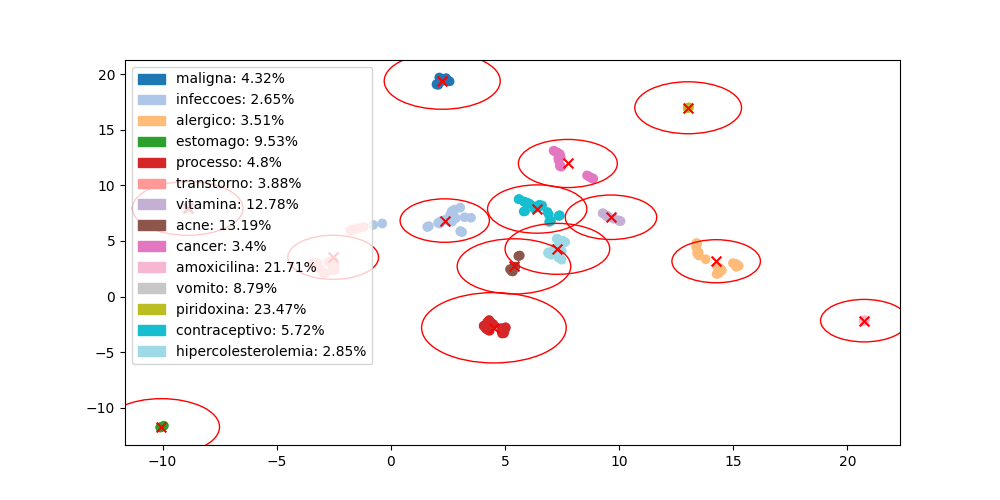 maligna: 4.32%
infeccoes: 2.65%
alergico: 3.51%
estomago: 9.53%
processo: 4.8%
transtorno: 3.88%
vitamina: 12.78%
acne: 13.19%
cancer: 3.4%
amoxicilina: 21.71%
vomito: 8.79%
piridoxina: 23.47%
contraceptivo: 5.72%
hipercolesterolemia: 2.85%
20
15
10
5
0
−5
−10
−10 −5 0 5 10 15 20